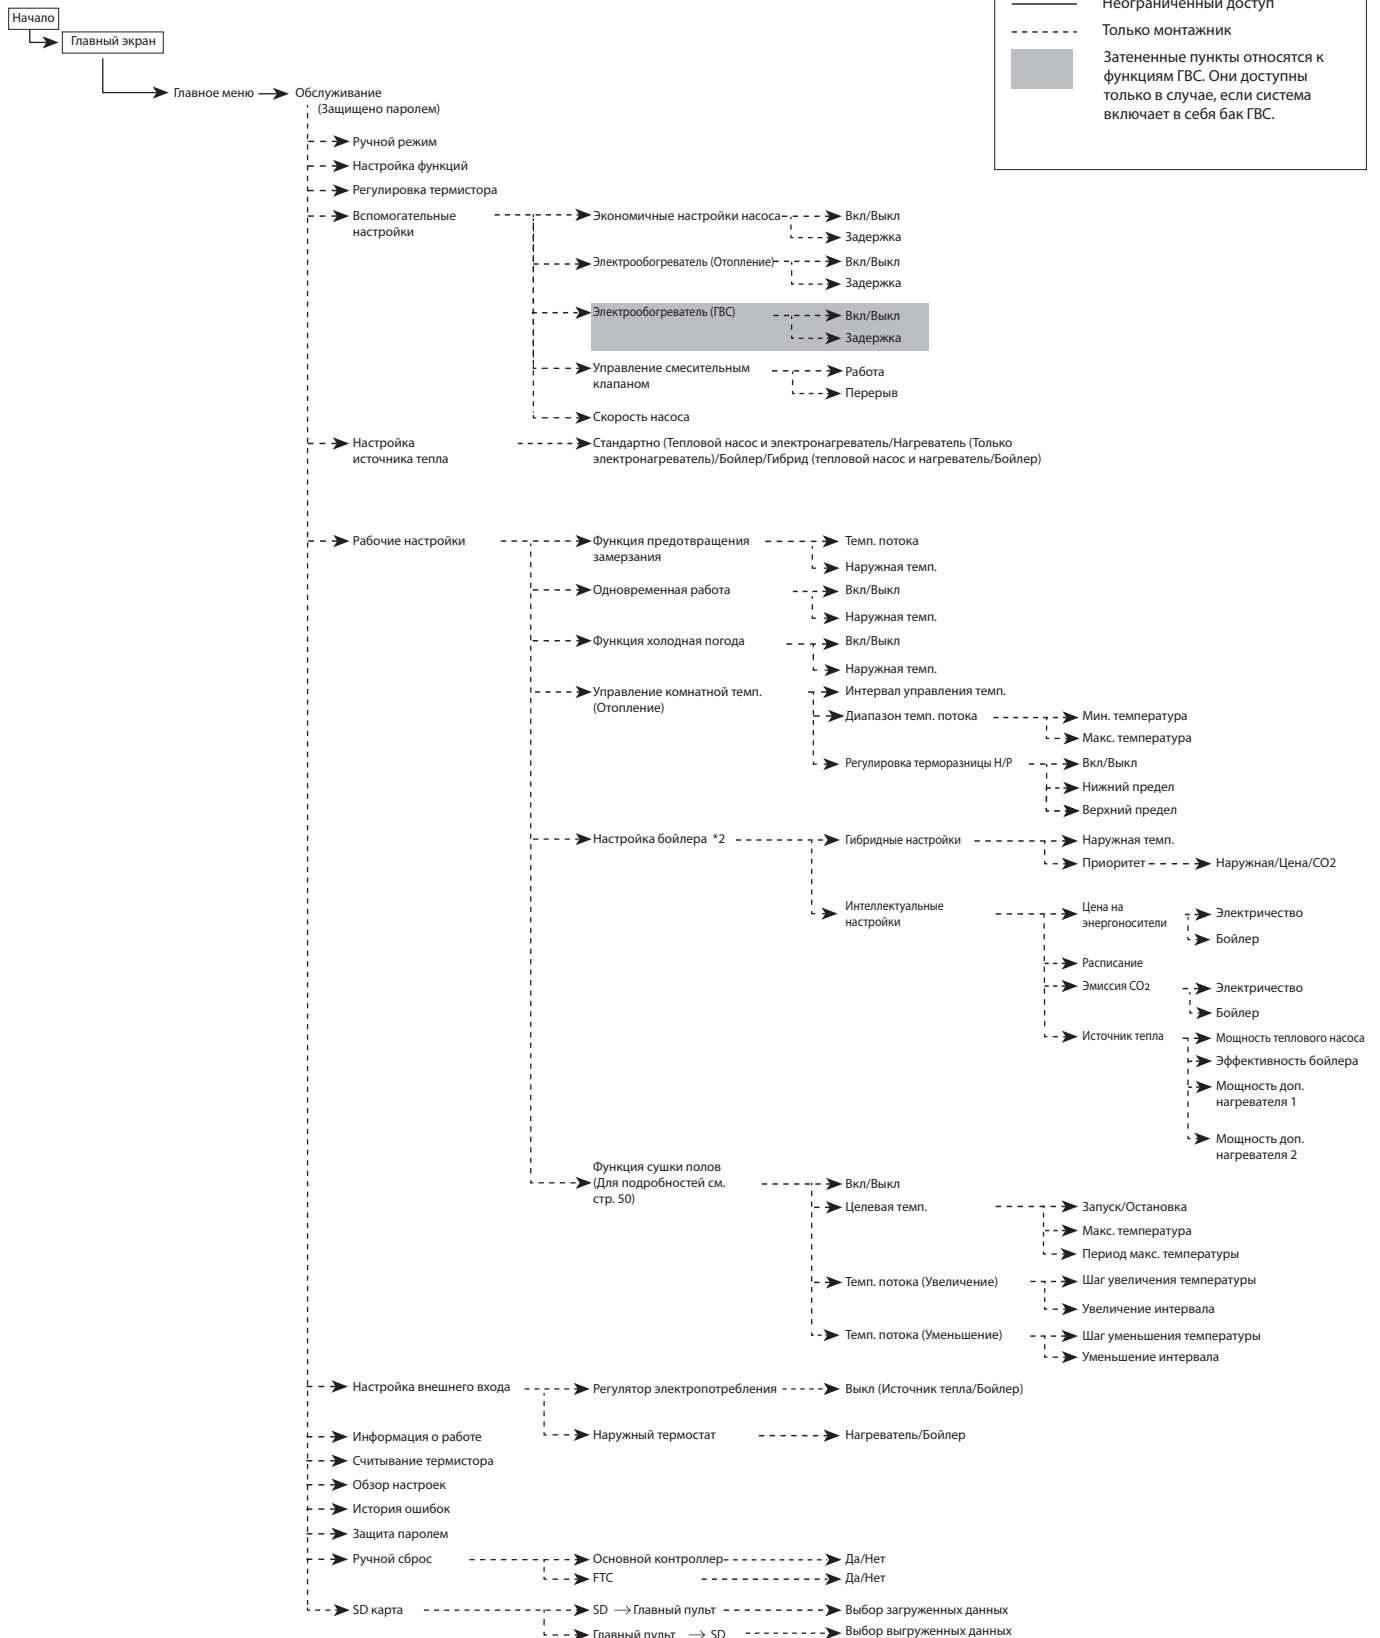 Неограниченный доступ
Начало
Только монтажник
Главный экран
Затененные пункты относятся к
функциям ГВС. Они доступны
только в случае, если система
включает в себя бак ГВС.
Главное меню
Обслуживание
(Защищено паролем)
Ручной режим
Настройка функций
Регулировка термистора
Вспомогательные
настройки
Экономичные настройки насоса
Вкл/Выкл
Задержка
Электрообогреватель (Отопление)
Вкл/Выкл
Задержка
Электрообогреватель (ГВС)
Вкл/Выкл
Задержка
Управление смесительным
клапаном
Работа
Перерыв
Скорость насоса
Настройка
источника тепла
Стандартно (Тепловой насос и электронагреватель/Нагреватель (Только
электронагреватель)/Бойлер/Гибрид (тепловой насос и нагреватель/Бойлер)
Рабочие настройки
Функция предотвращения
замерзания
Темп. потока
Наружная темп.
Одновременная работа
Вкл/Выкл
Наружная темп.
Функция холодная погода
Вкл/Выкл
Наружная темп.
Управление комнатной темп.
(Отопление)
Интервал управления темп.
Диапазон темп. потока
Мин. температура
Макс. температура
Регулировка терморазницы Н/Р
Вкл/Выкл
Нижний предел
Верхний предел
Настройка бойлера *2
Гибридные настройки
Наружная темп.
Приоритет
Наружная/Цена/CO2
Интеллектуальные
настройки
Цена на
энергоносители
Электричество
Бойлер
Расписание
Эмиссия CO2
Электричество
Бойлер
Источник тепла
Мощность теплового насоса
Эффективность бойлера
Мощность доп.
нагревателя 1
Мощность доп.
нагревателя 2
Функция сушки полов
(Для подробностей см.
стр. 50)
Вкл/Выкл
Целевая темп.
Запуск/Остановка
Макс. температура
Период макс. температуры
Темп. потока (Увеличение)
Шаг увеличения температуры
Увеличение интервала
Темп. потока (Уменьшение)
Шаг уменьшения температуры
Уменьшение интервала
Настройка внешнего входа
Регулятор электропотребления
Выкл (Источник тепла/Бойлер)
Наружный термостат
Нагреватель/Бойлер
Информация о работе
Считывание термистора
Обзор настроек
История ошибок
Защита паролем
Ручной сброс
Основной контроллер
Да/Нет
FTC
Да/Нет
SD карта
SD → Главный пульт
Выбор загруженных данных
Главный пульт → SD
Выбор выгруженных данных